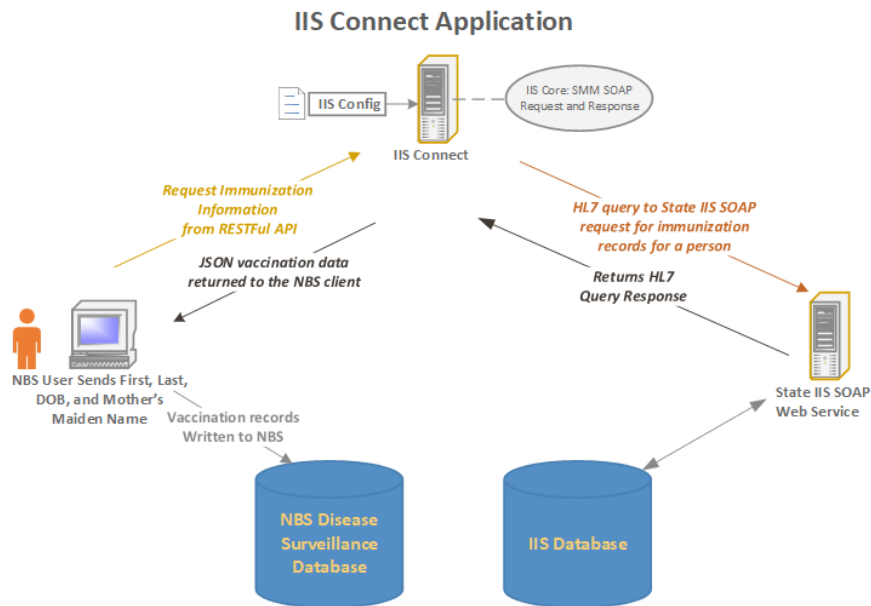 IIS Connect Application
IIS Config
IIS Core: SMM SOAP
Request and Response
IIS Connect
Request Immunization
Information
from RESTFul API
HL7 query to State IIS SOAP
request for immunization
records for a person
JSON vaccination data
returned to the NBS client
Returns HL7
Query Response
NBS User Sends First, Last,
DOB, and Mother's
Maiden Name
State IIS SOAP
Web Service
Vaccination records
Written to NBS
NBS Disease
Surveillance
Database
IIS Database